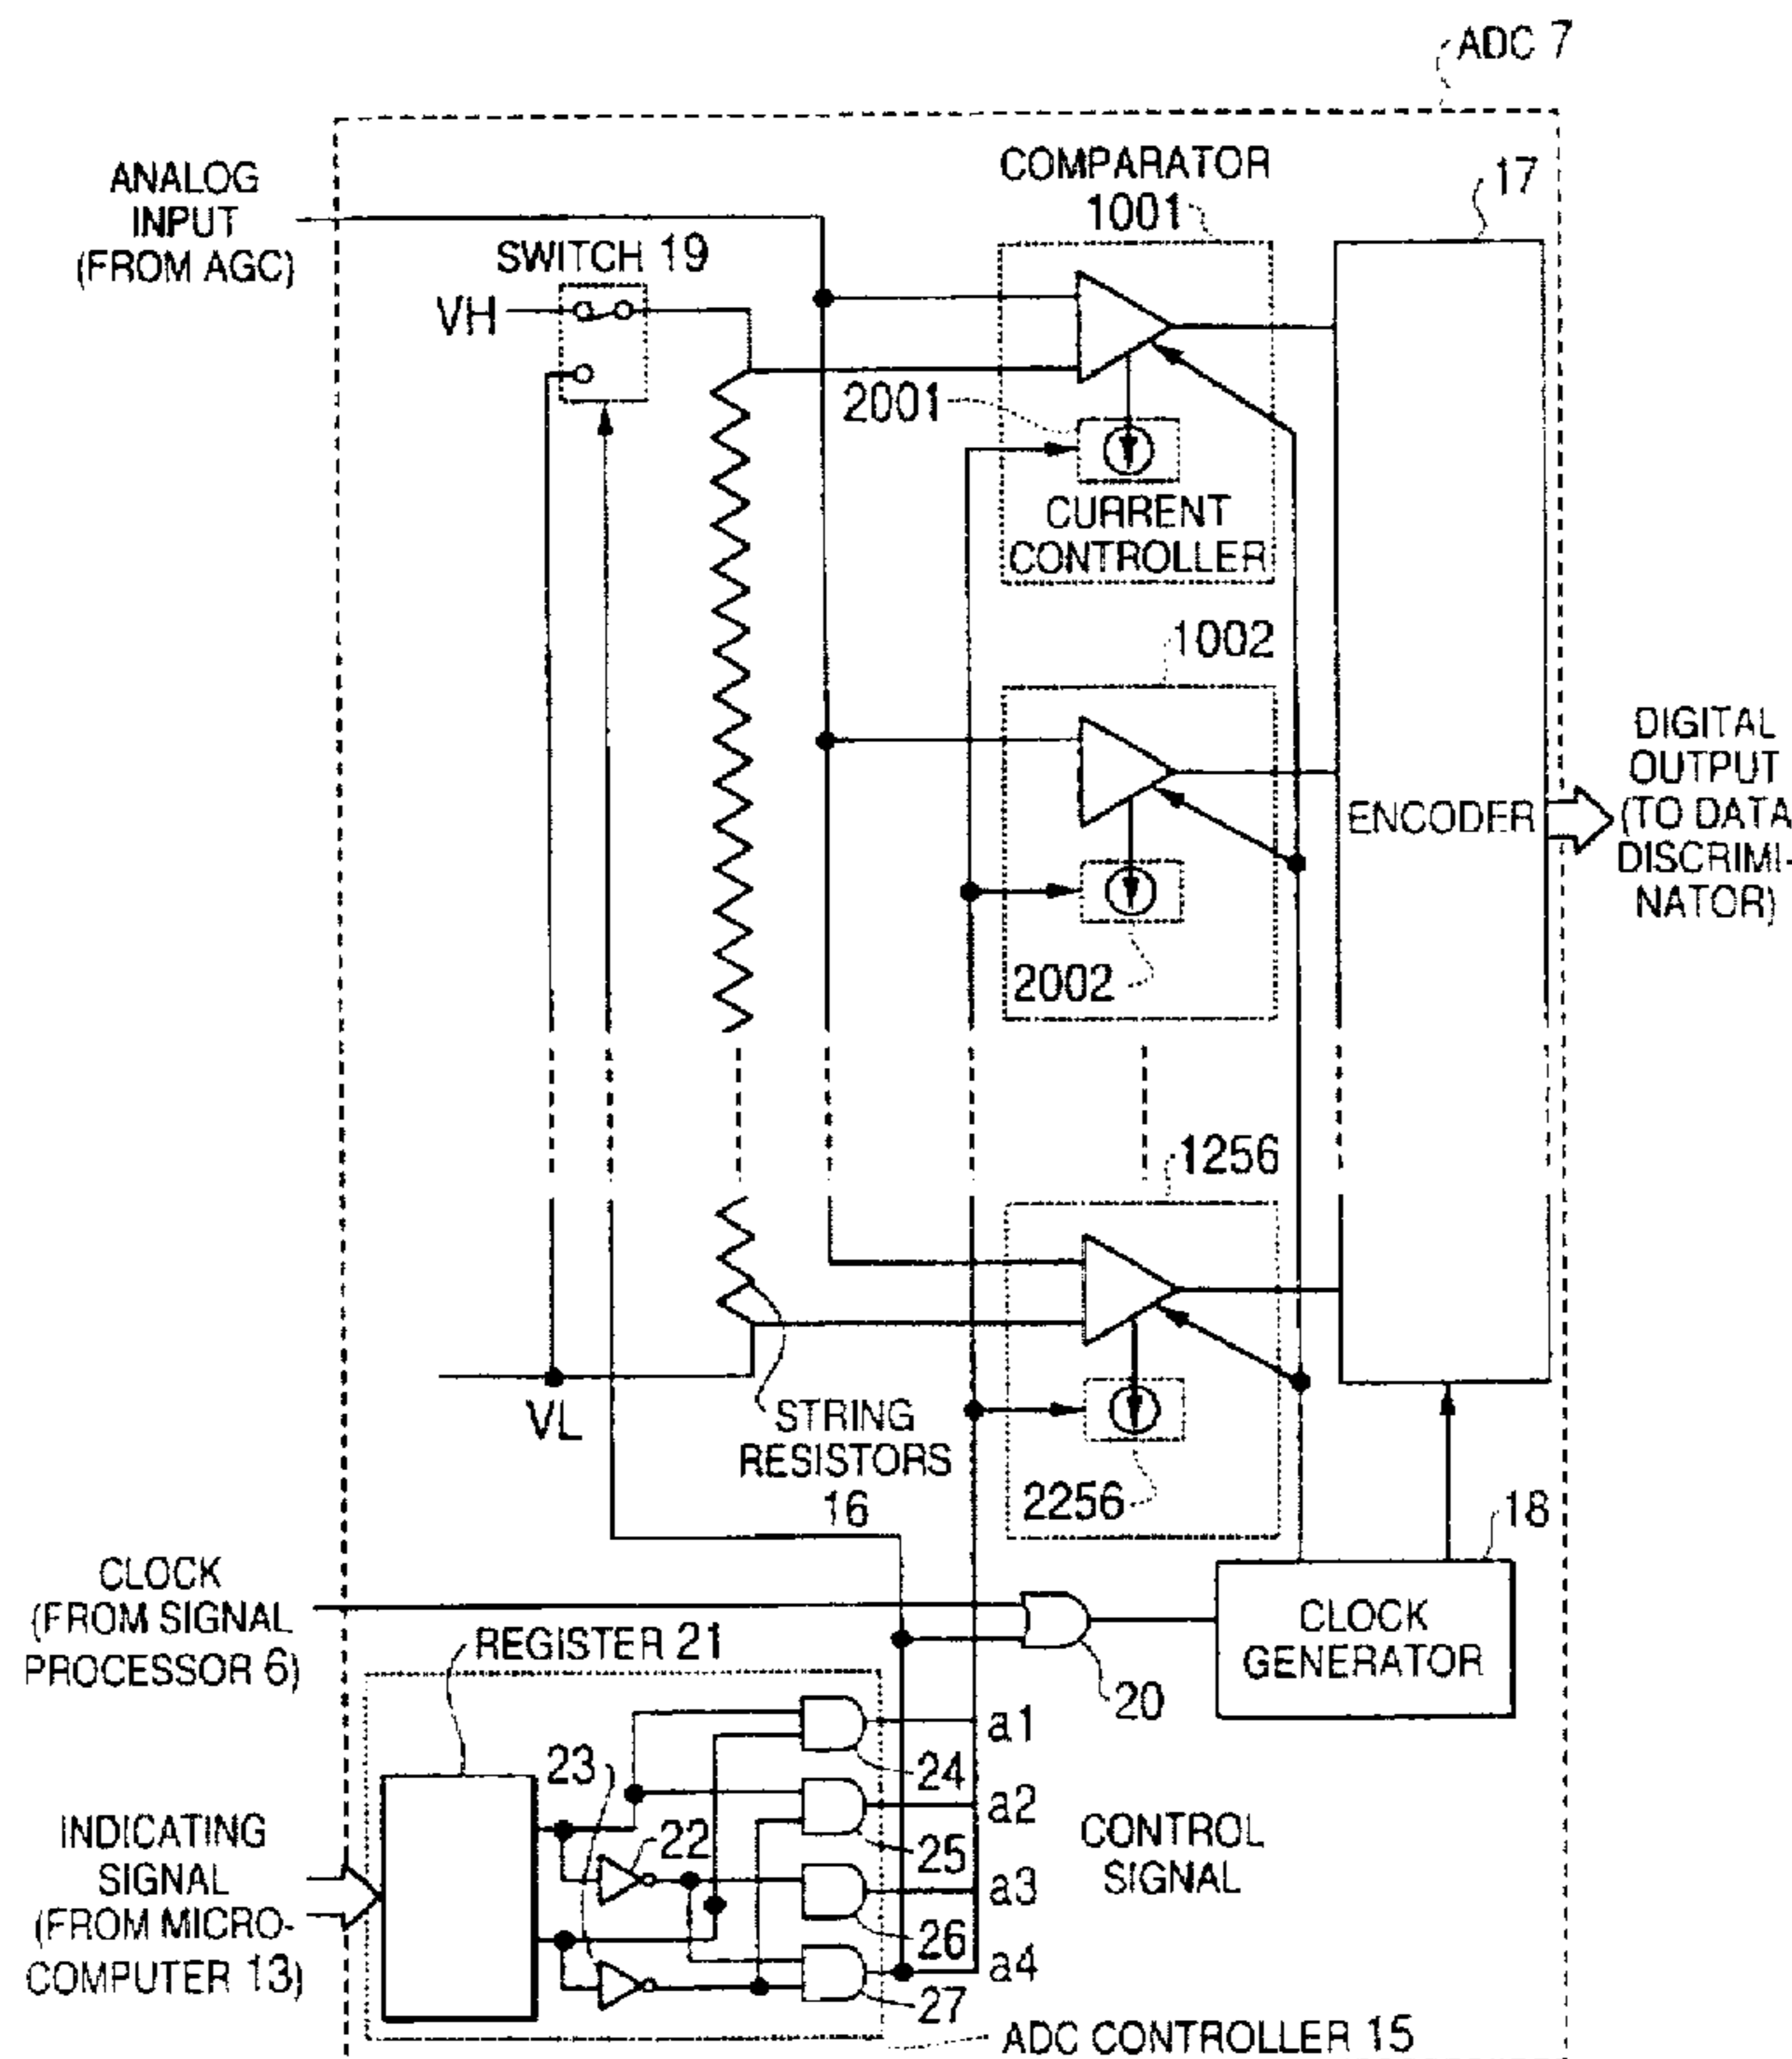 ADC 7
ANALOG
INPUT
(FROM AGC)
COMPARATOR
1001
17
SWITCH 19
VH
2001
CURRENT
CONTROLLER
1002
DIGITAL
OUTPUT
(TO DATA
DISCRIMI-
NATOR)
ENCODER
2002
1256
VL
STRING
RESISTORS
16
2256
18
CLOCK
(FROM SIGNAL
PROCESSOR 6)
CLOCK
GENERATOR
REGISTER 21
20
a1
24
23
a2
22
25
INDICATING
SIGNAL
(FROM MICRO-
COMPUTER 13)
CONTROL
SIGNAL
a3
26
a4
27
ADC CONTROLLER 15